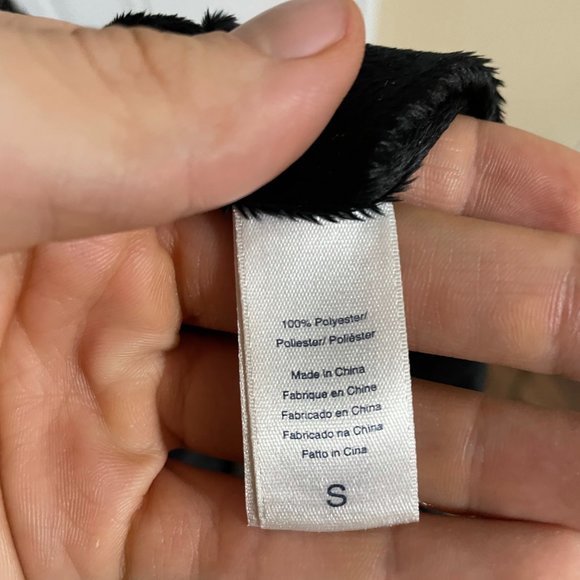 100% Polyester/
Poliester/ Polièster
Made in China
Fabrique en Chine
Fabricado en China
Fabricado na China
Fatto in Cina
S